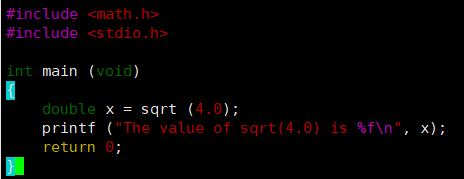 #include <math.h>
#include <stdio.h>

int main (void)
{
    double x = sqrt (4.0);
    printf ("The value of sqrt(4.0) is %f\n", x);
    return 0;
}